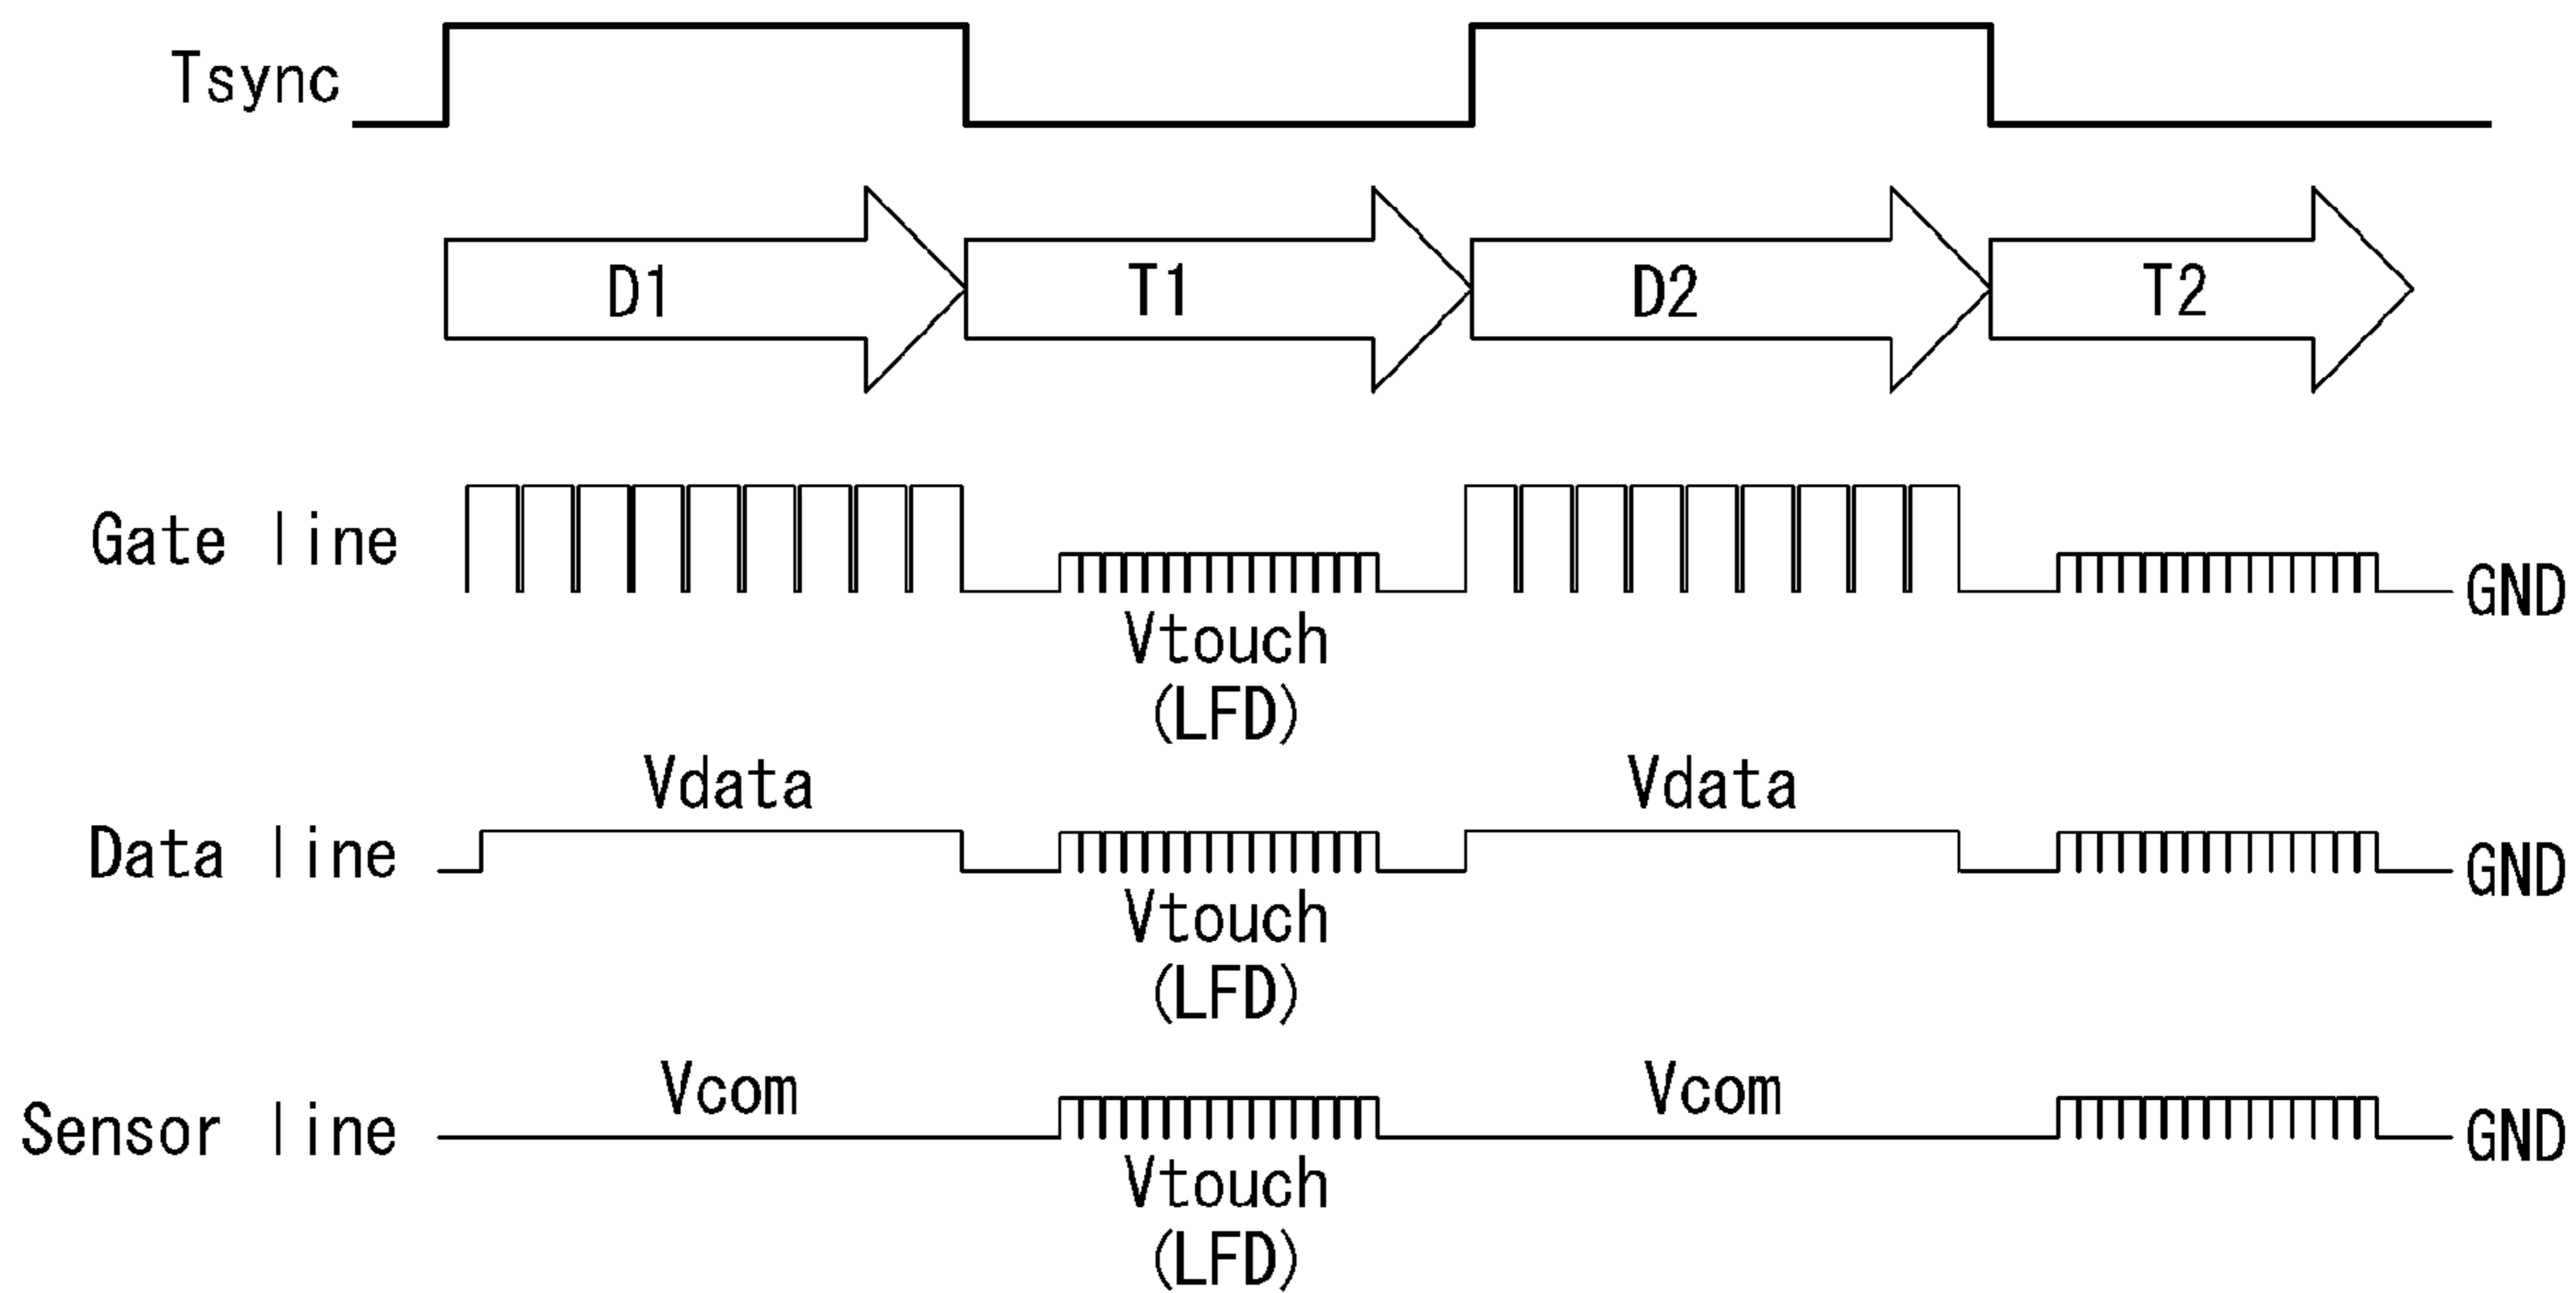 Tsync
D1 T1 D2 T2
Gate line
GND
Vtouch
(LFD)
Vdata Vdata
Data line
GND
Vtouch
(LFD)
Vcom Vcom
Sensor line
GND
Vtouch
(LFD)